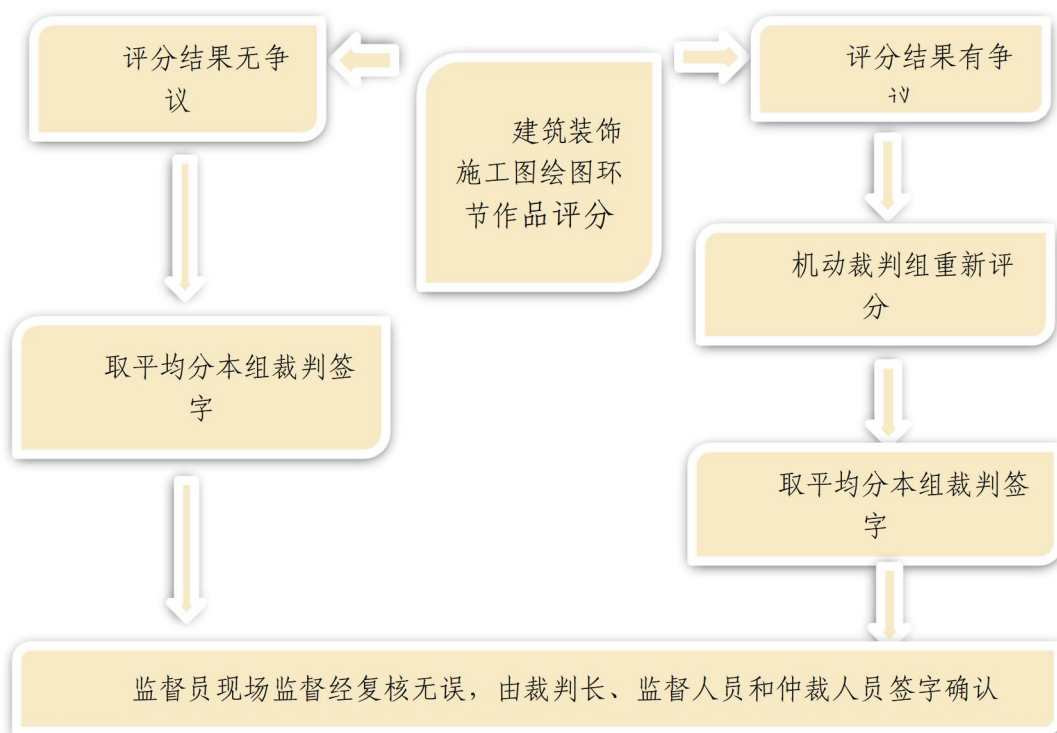 评分结果无争
议
评分结果有争
议
建筑装饰
施工图绘图环
节作品评分
机动裁判组重新评
分
取平均分本组裁判签
字
取平均分本组裁判签
字
监督员现场监督经复核无误，由裁判长、监督人员和仲裁人员签字确认